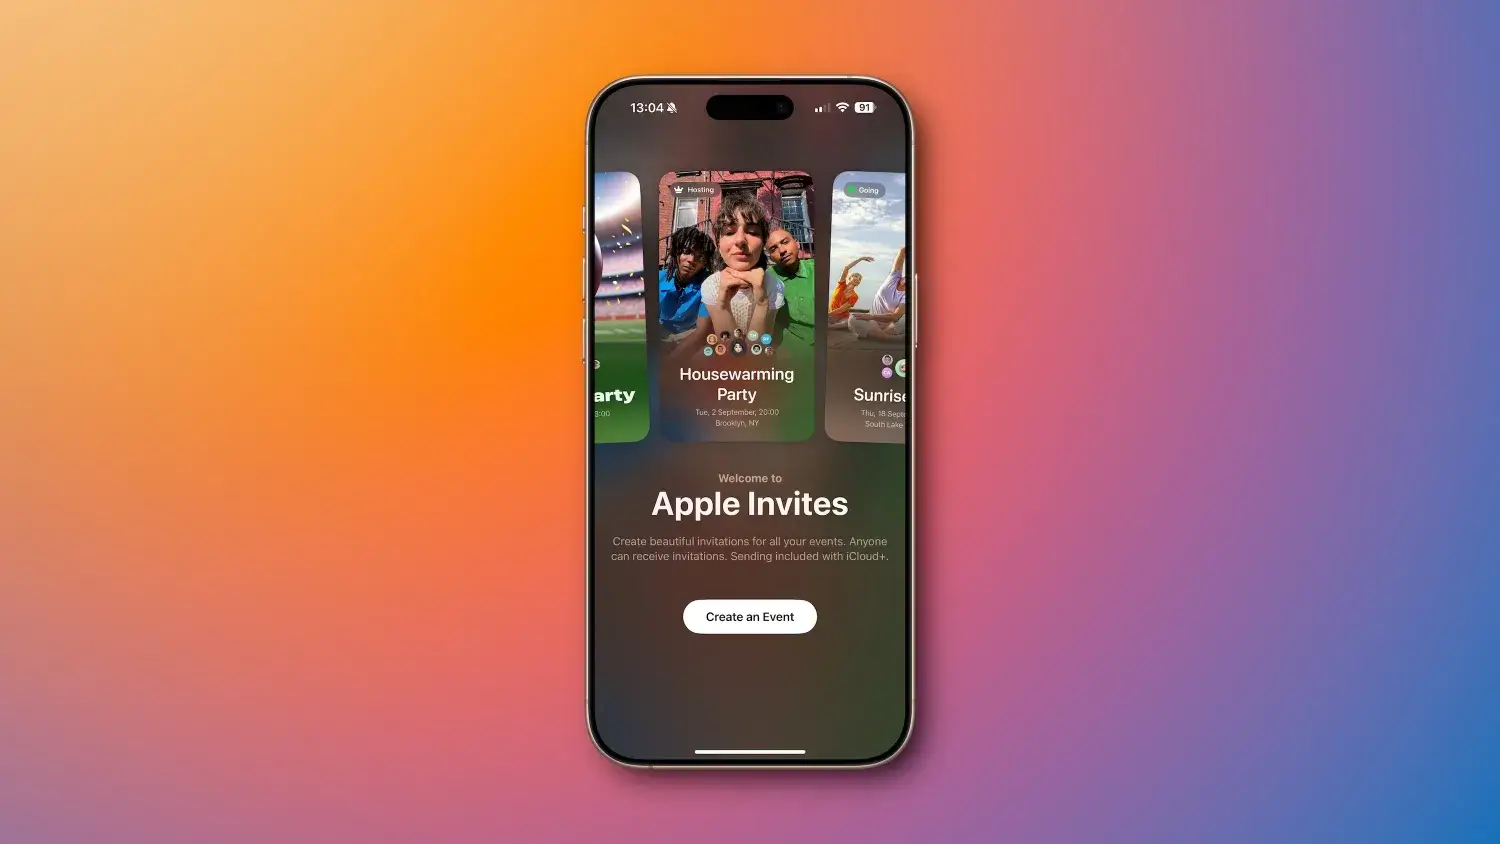 13:04
91
Hosting
Going
arty
3:00
Housewarming
Party
Tue, 2 September, 20:00
Brooklyn, NY
Sunrise
Thu, 18 Septe
South Lake
Welcome to
Apple Invites
Create beautiful invitations for all your events. Anyone
can receive invitations. Sending included with iCloud+.
Create an Event